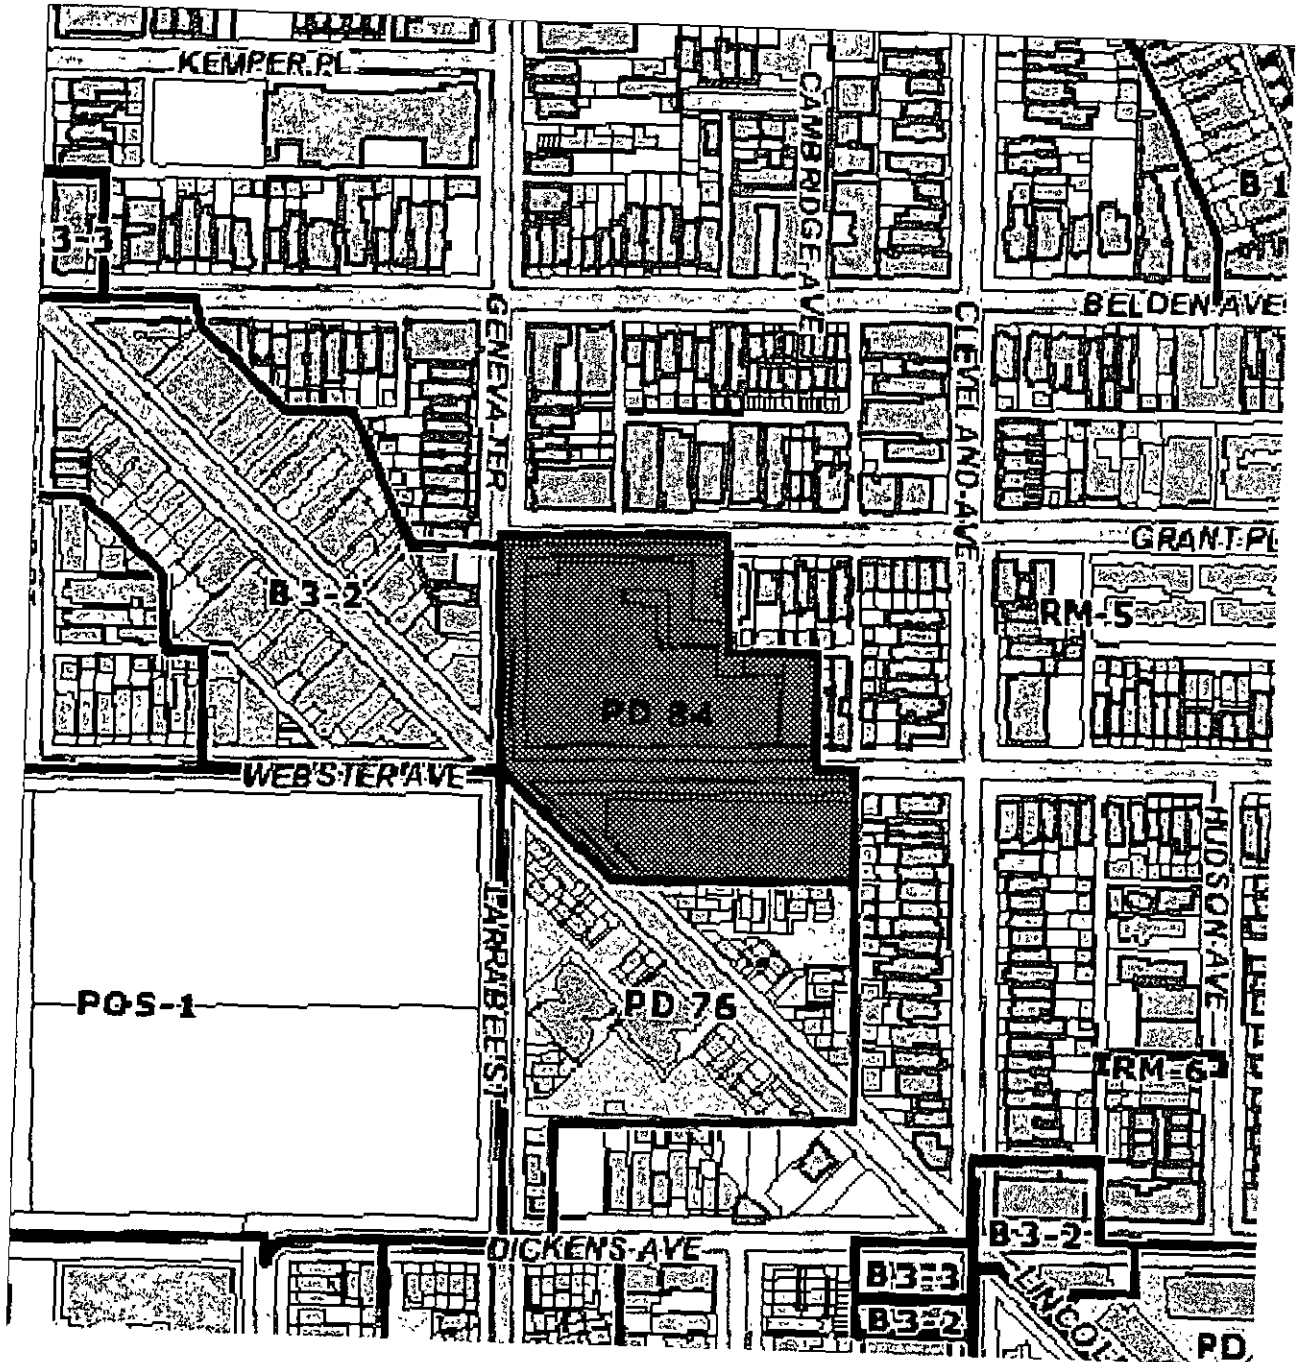 KEMPER PL
CAMBRIDGE AVE
B 1
3-3
BELDEN AVE
GENEVA TER
CLEVELAND AVE
GRANT PL
B 3-2
RM-5
PD 84
WEBSTER AVE
HUDSON AVE
LARRABEE ST
POS-1
PD 76
RM-6
B-3-2
DICKENS AVE
B 3-3
LINCOL
B 3-2
PD